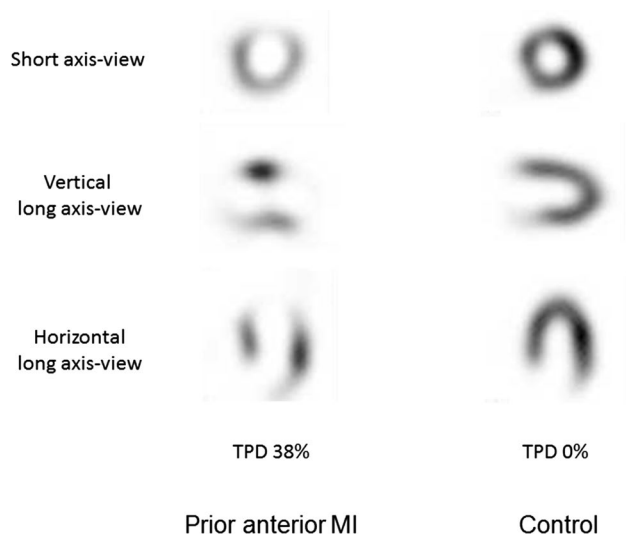 Short axis-view
Vertical
long axis-view
Horizontal
long axis-view
TPD 38%
TPD 0%
Prior anterior MI
Control